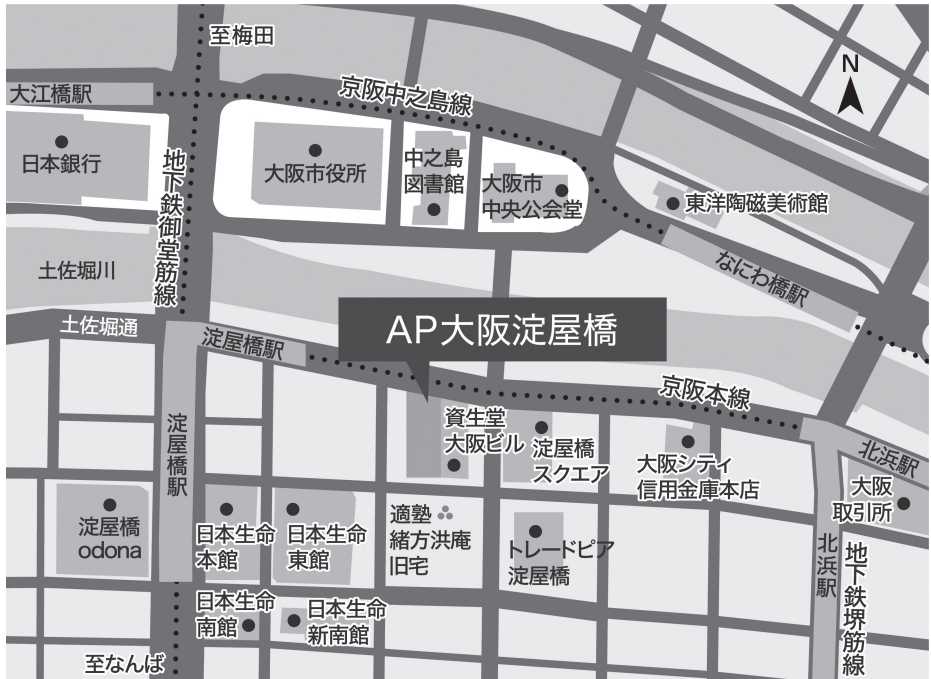 至梅田
N
大江橋駅
京阪中之島線
日本銀行
地下鉄御堂筋線
大阪市役所
中之島
図書館
大阪市
中央公会堂
東洋陶磁美術館
なにわ橋駅
土佐堀川
土佐堀通
淀屋橋駅
AP大阪淀屋橋
京阪本線
淀屋橋駅
資生堂
大阪ビル
淀屋橋
スクエア
大阪シティ
信用金庫本店
北浜駅
大阪
取引所
淀屋橋
odona
日本生命
本館
日本生命
東館
適塾
緒方洪庵
旧宅
トレードピア
淀屋橋
北浜駅
地下鉄堺筋線
日本生命
南館
日本生命
新南館
至なんば